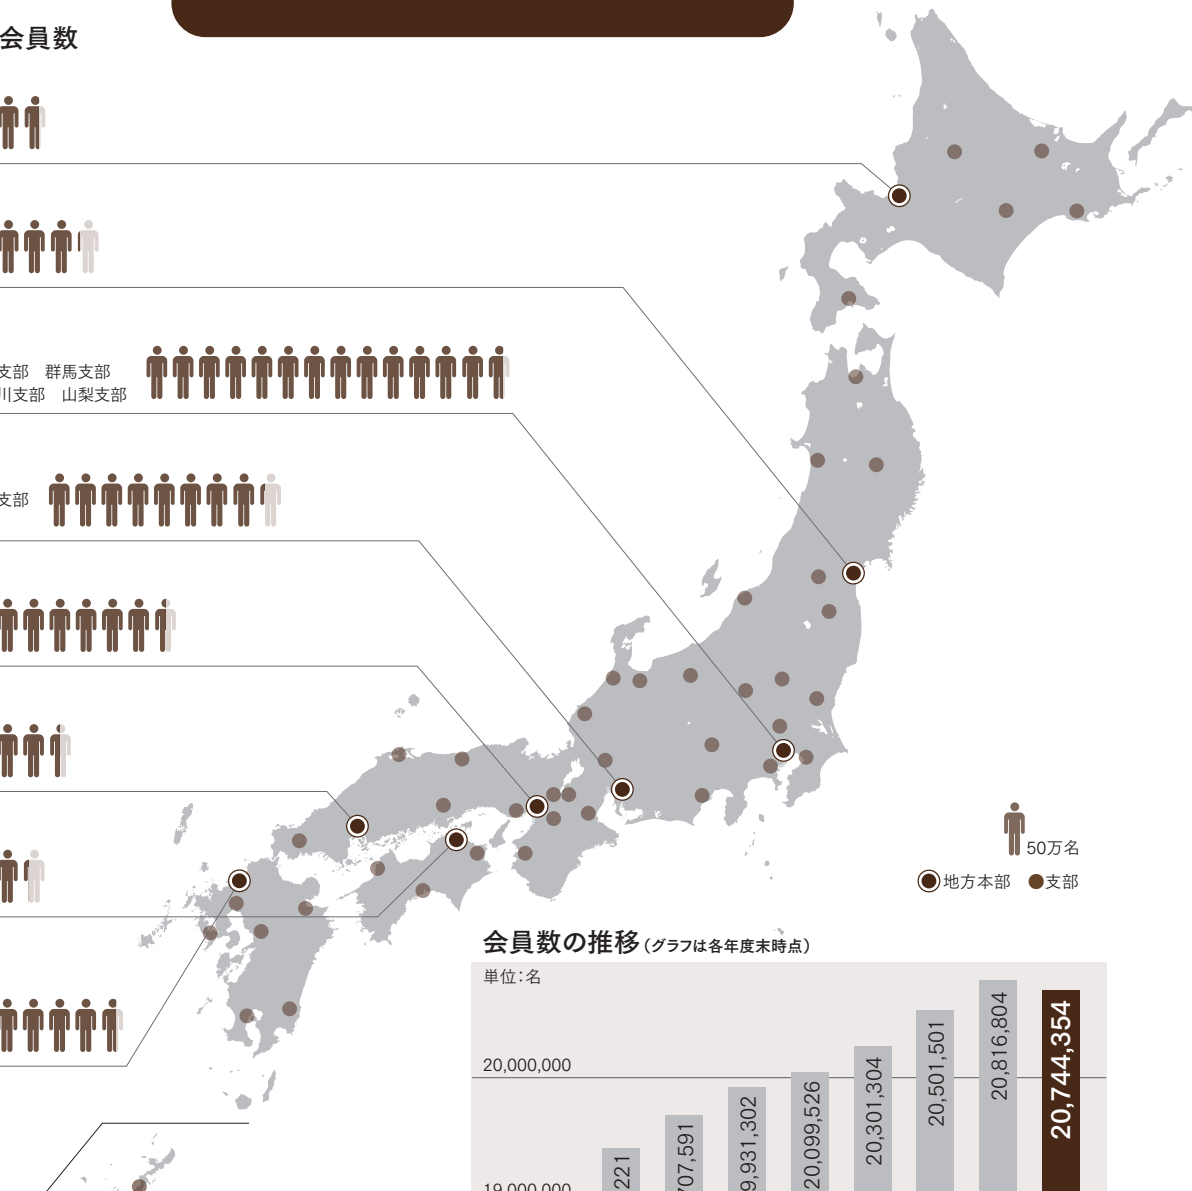 会員数
支部　群馬支部
川支部　山梨支部
支部
50万名
地方本部　支部
会員数の推移（グラフは各年度末時点）
単位：名
20,000,000
19,000,000
221
707,591
9,931,302
20,099,526
20,301,304
20,501,501
20,816,804
20,744,354